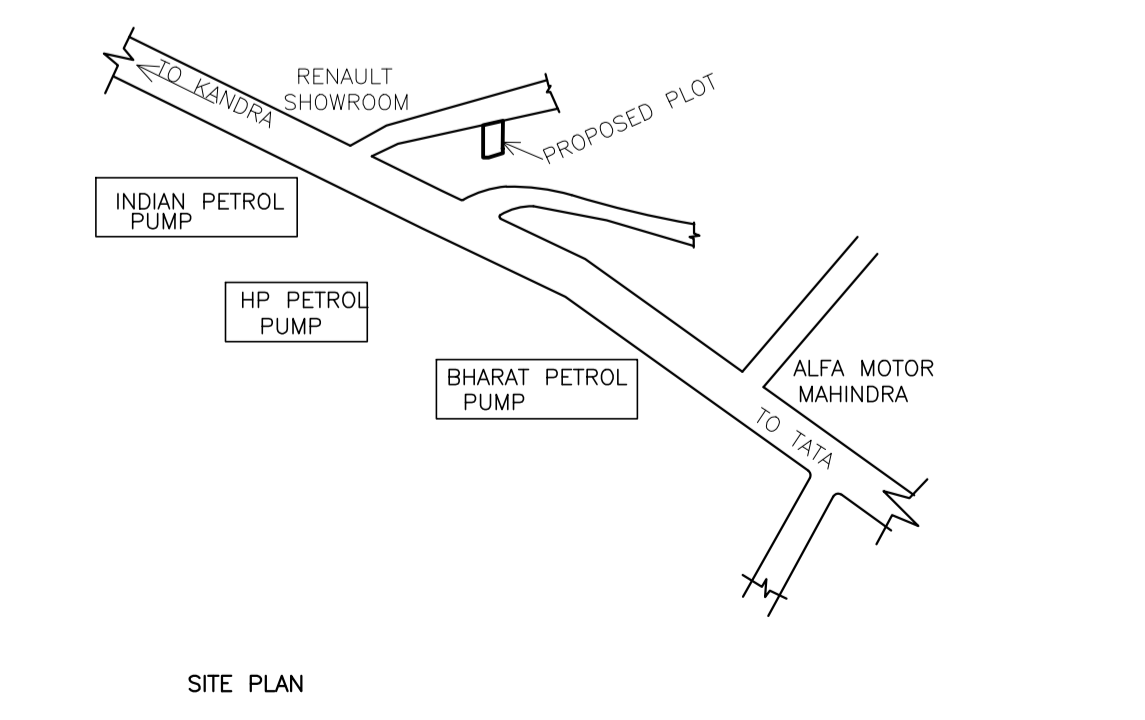 TO KANDRA
RENAULT
SHOWROOM
PROPOSED PLOT
INDIAN PETROL
PUMP
HP PETROL
PUMP
BHARAT PETROL
PUMP
ALFA MOTOR
MAHINDRA
TO TATA
SITE PLAN